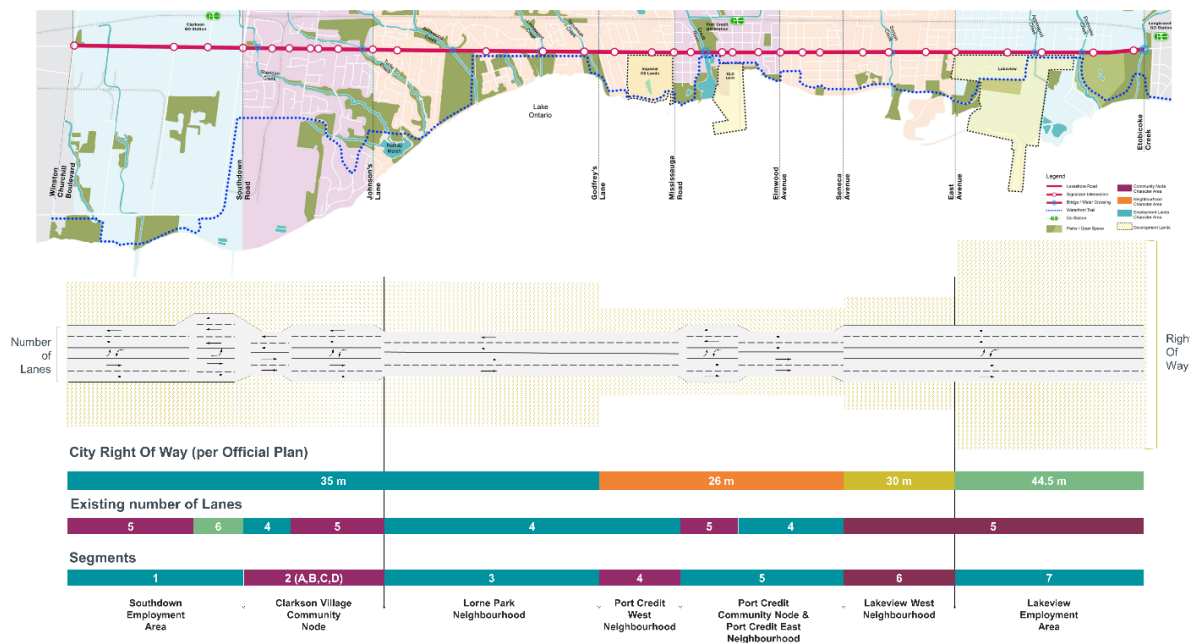 Clarkson
GO Station
Port Credit
GO Station
Long Branch
GO Station
Imperial
Oil Lands
Lakeview
Lake
Ontario
Rattray
Marsh
Winston
Churchill
Boulevard
Southdown
Road
Johnson's
Lane
Godfrey's
Lane
Mississauga
Road
Elmwood
Avenue
Seneca
Avenue
East
Avenue
Etobicoke
Creek
Legend
Lakeshore Road
Signalized Intersection
Bridge / Water Crossing
Waterfront Trail
Go Station
Parks / Open Space
Community Node
Character Area
Neighbourhood
Character Area
Employment Lands
Character Area
Development Lands
Number
of
Lanes
Right
Of
Way
City Right Of Way (per Official Plan)
35 m
26 m
30 m
44.5 m
Existing number of Lanes
5
6
4
5
4
5
4
5
Segments
1
2 (A,B,C,D)
3
4
5
6
7
Southdown
Employment
Area
Clarkson Village
Community
Node
Lorne Park
Neighbourhood
Port Credit
West
Neighbourhood
Port Credit
Community Node &
Port Credit East
Neighbourhood
Lakeview West
Neighbourhood
Lakeview
Employment
Area